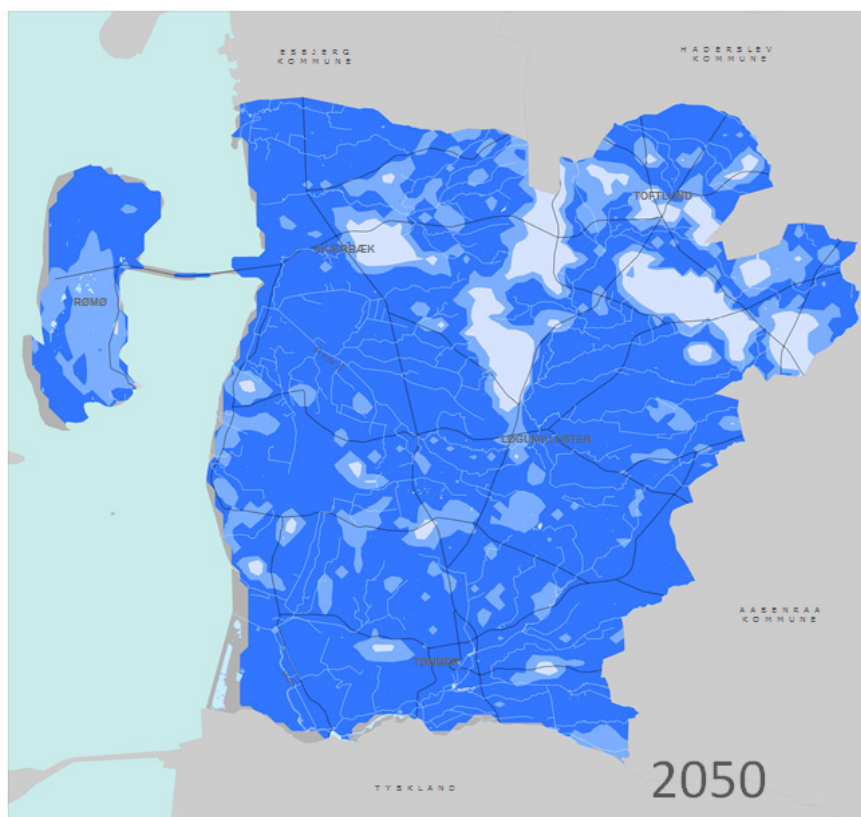 ESBJERG
KOMMUNE
HADERSLEV
KOMMUNE
TOFTLUND
SKÆRBÆK
RØMØ
LØGUMKLOSTER
AABENRAA
KOMMUNE
TØNDER
TYSKLAND
2050